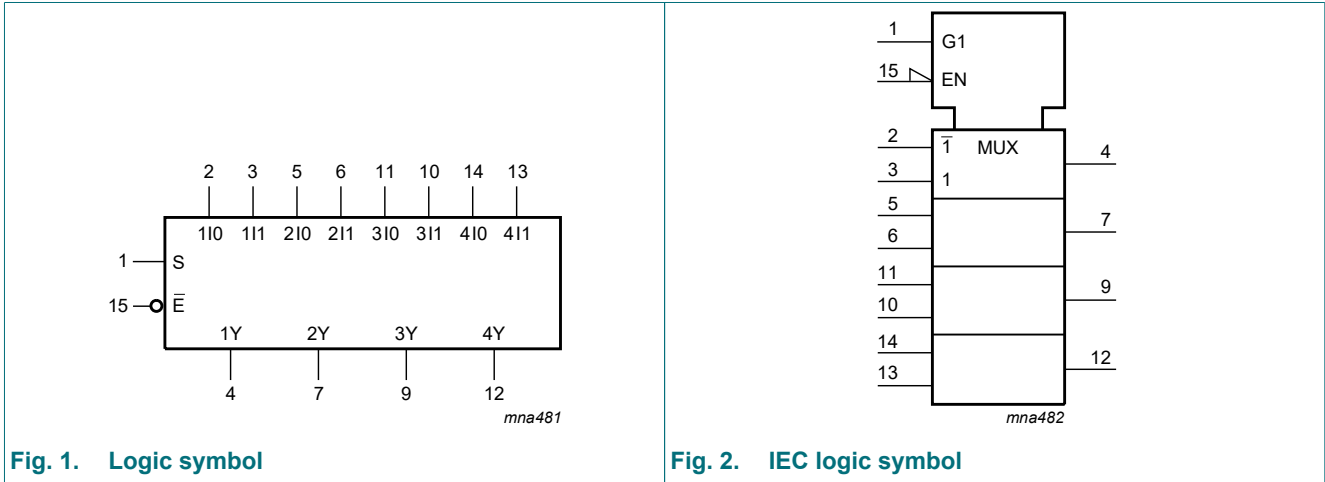 2 3 5 6 11 10 14 13
1I0 1I1 2I0 2I1 3I0 3I1 4I0 4I1
1 S
15 E̅
1Y 2Y 3Y 4Y
4 7 9 12
mna481
Fig. 1. Logic symbol
1 G1
15 EN
2 1̅ MUX 4
3 1
5
7
6
11
9
10
14
12
13
mna482
Fig. 2. IEC logic symbol